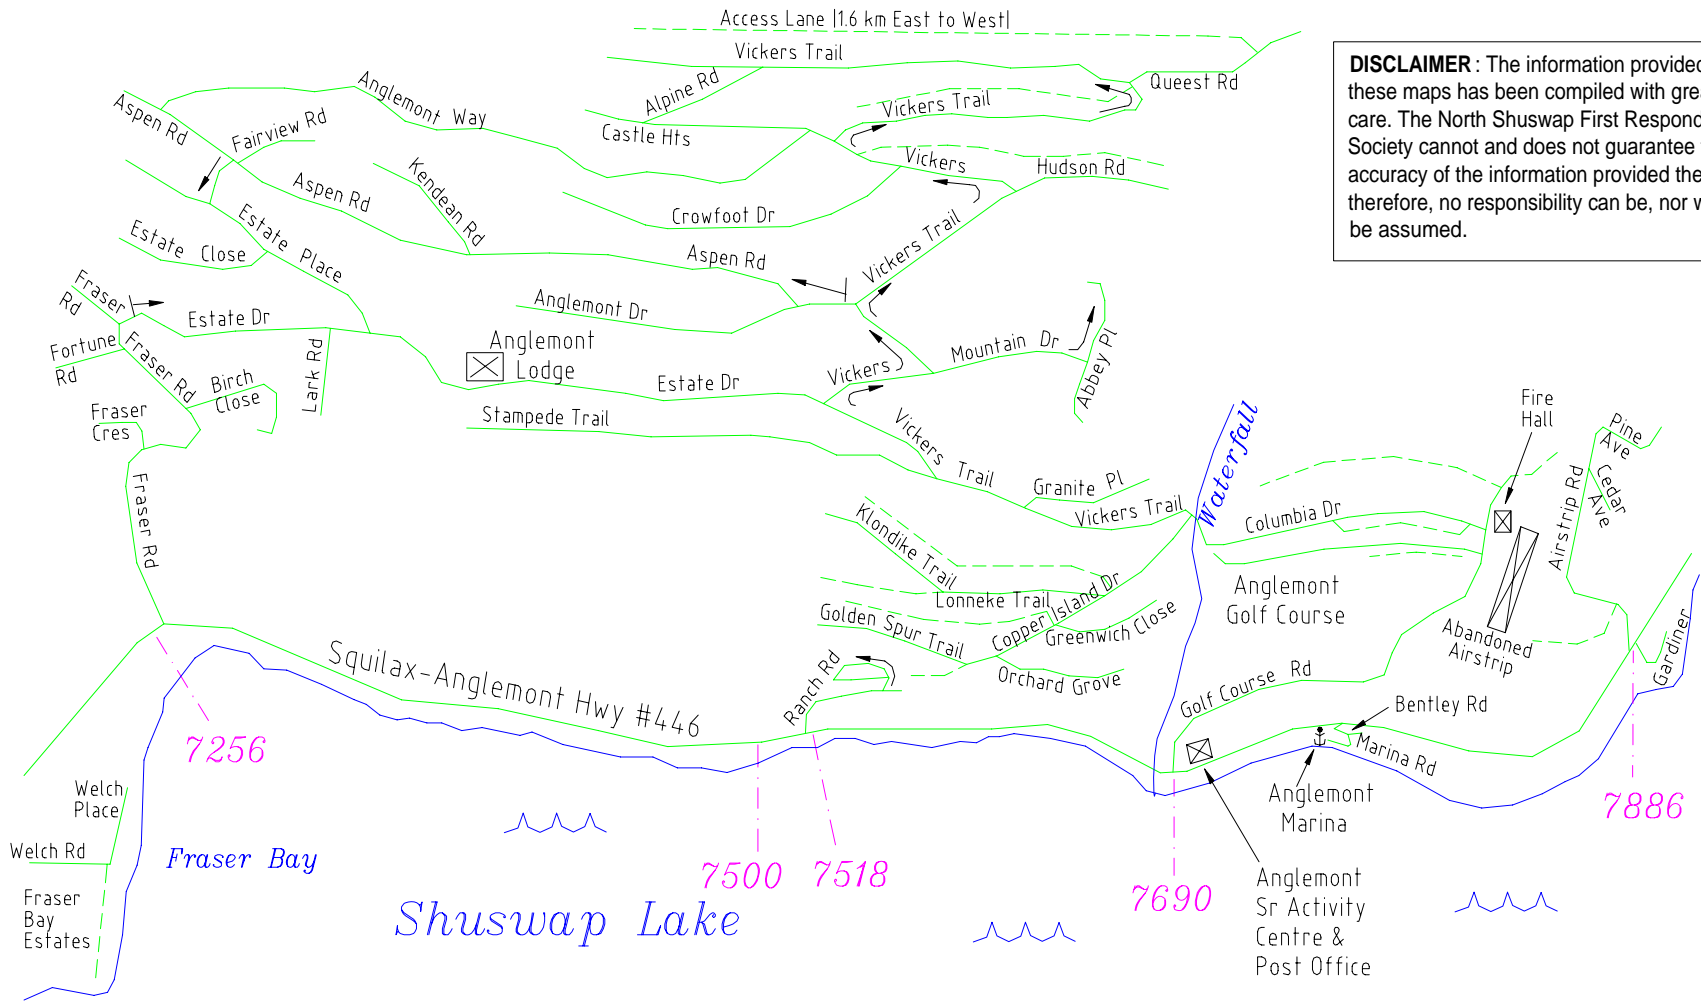 Access Lane |1.6 km East to West|
Vickers Trail
Alpine Rd
Queest Rd
Anglemont Way
Aspen Rd
Fairview Rd
Castle Hts
Vickers Trail
Vickers
Hudson Rd
Kendean Rd
Aspen Rd
Crowfoot Dr
Estate Place
Estate Close
Aspen Rd
Vickers Trail
Fraser
Rd
Estate Dr
Anglemont Dr
Fortune
Rd
Fraser Rd
Birch
Close
Lark Rd
Anglemont
Lodge
Estate Dr
Vickers
Mountain Dr
Abbey Pl
Fraser
Cres
Stampede Trail
Vickers Trail
Waterfall
Fire
Hall
Pine
Ave
Cedar
Ave
Airstrip Rd
Granite Pl
Vickers Trail
Columbia Dr
Fraser Rd
Klondike Trail
Lonneke Trail
Copper Island Dr
Greenwich Close
Golden Spur Trail
Orchard Grove
Anglemont
Golf Course
Abandoned
Airstrip
Gardiner
Squilax-Anglemont Hwy #446
Ranch Rd
Golf Course Rd
Bentley Rd
Marina Rd
Anglemont
Marina
7256
7500
7518
7690
7886
Welch
Place
Welch Rd
Fraser
Bay
Estates
Fraser Bay
Shuswap Lake
Anglemont
Sr Activity
Centre &
Post Office
DISCLAIMER : The information provided
these maps has been compiled with grea
care. The North Shuswap First Respond
Society cannot and does not guarantee
accuracy of the information provided the
therefore, no responsibility can be, nor w
be assumed.